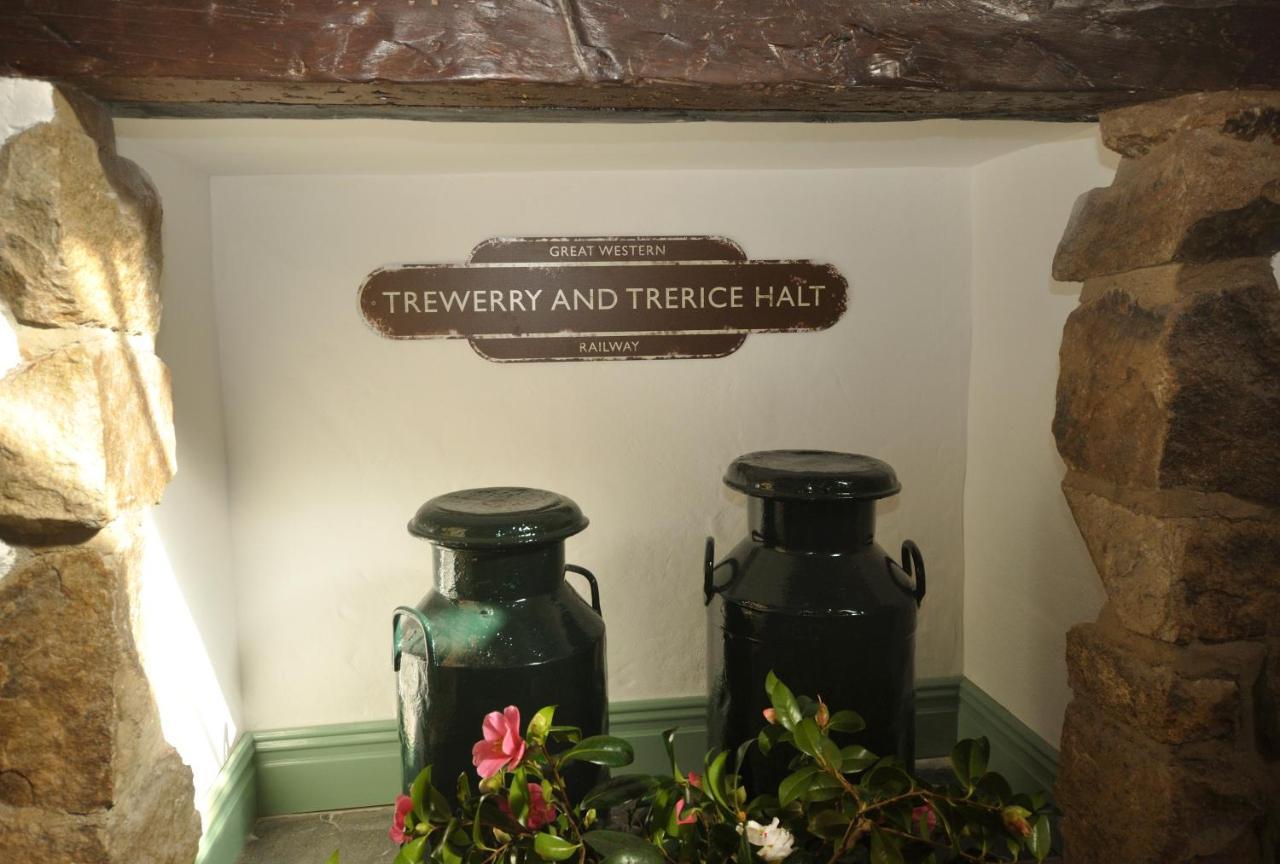 GREAT WESTERN
TREWERRY AND TRERICE HALT
RAILWAY